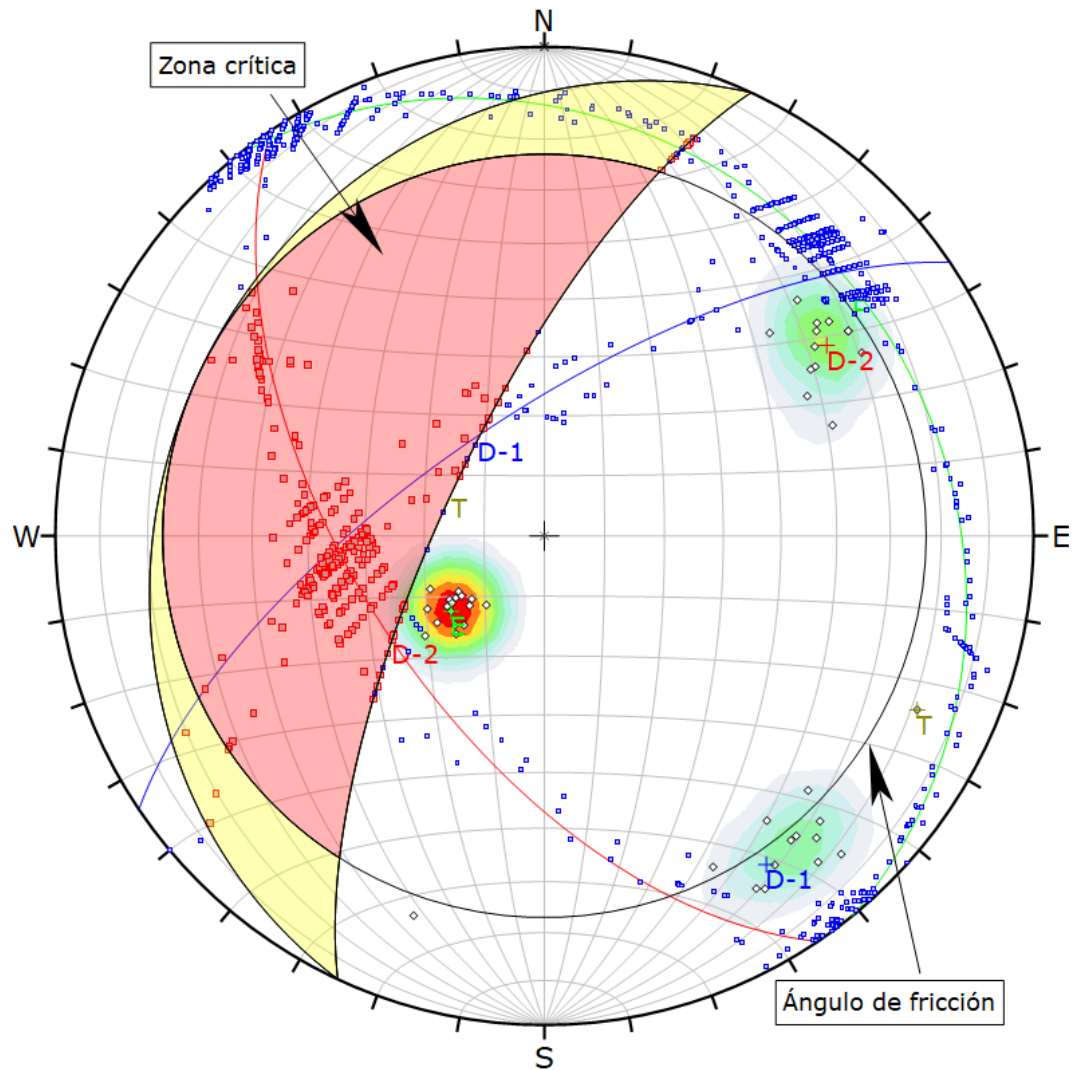 N
Zona crítica
E
D-2
D-1
T
W
E
E
D-2
T
D-1
Ángulo de fricción
S